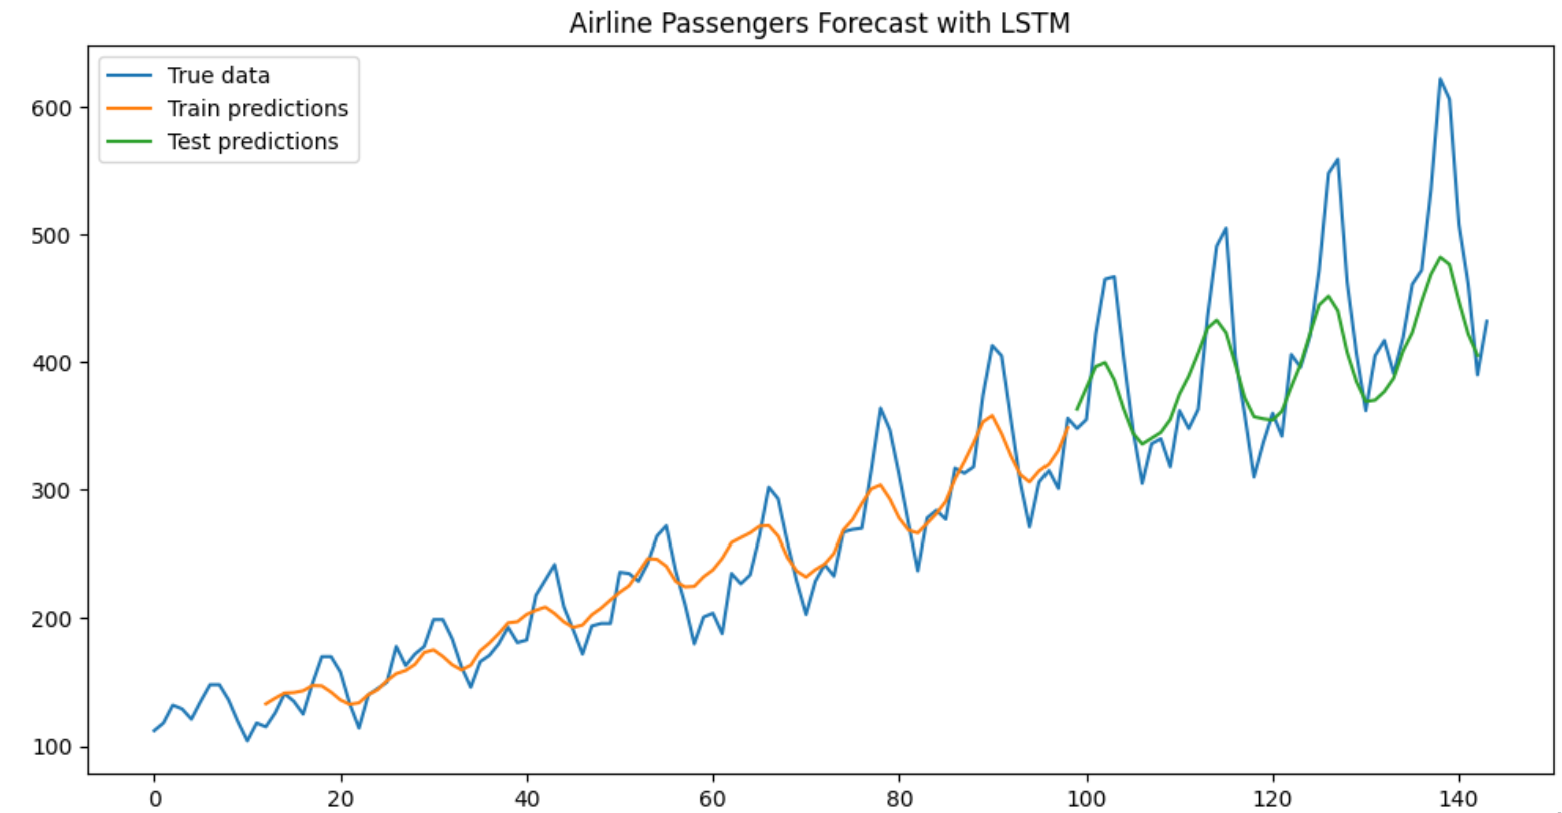 Airline Passengers Forecast with LSTM
True data
Train predictions
Test predictions
600
500
400
300
200
100
0 20 40 60 80 100 120 140